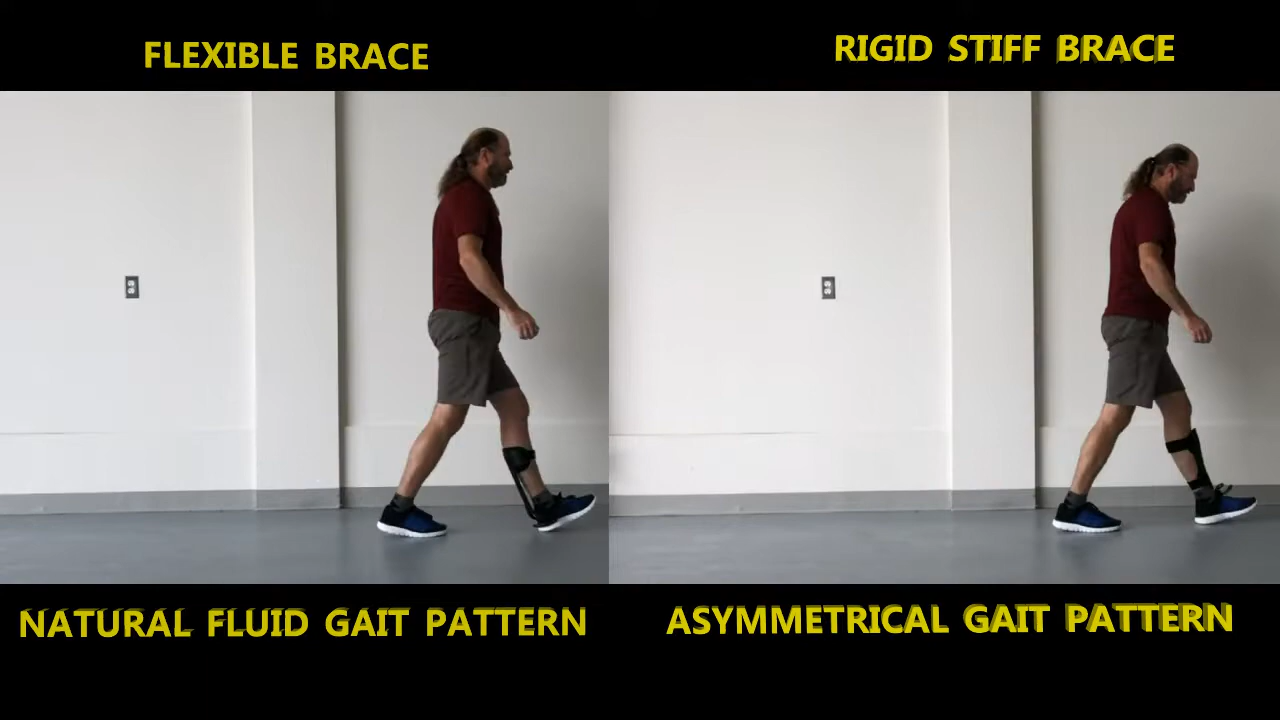 FLEXIBLE BRACE
RIGID STIFF BRACE
NATURAL FLUID GAIT PATTERN
ASYMMETRICAL GAIT PATTERN